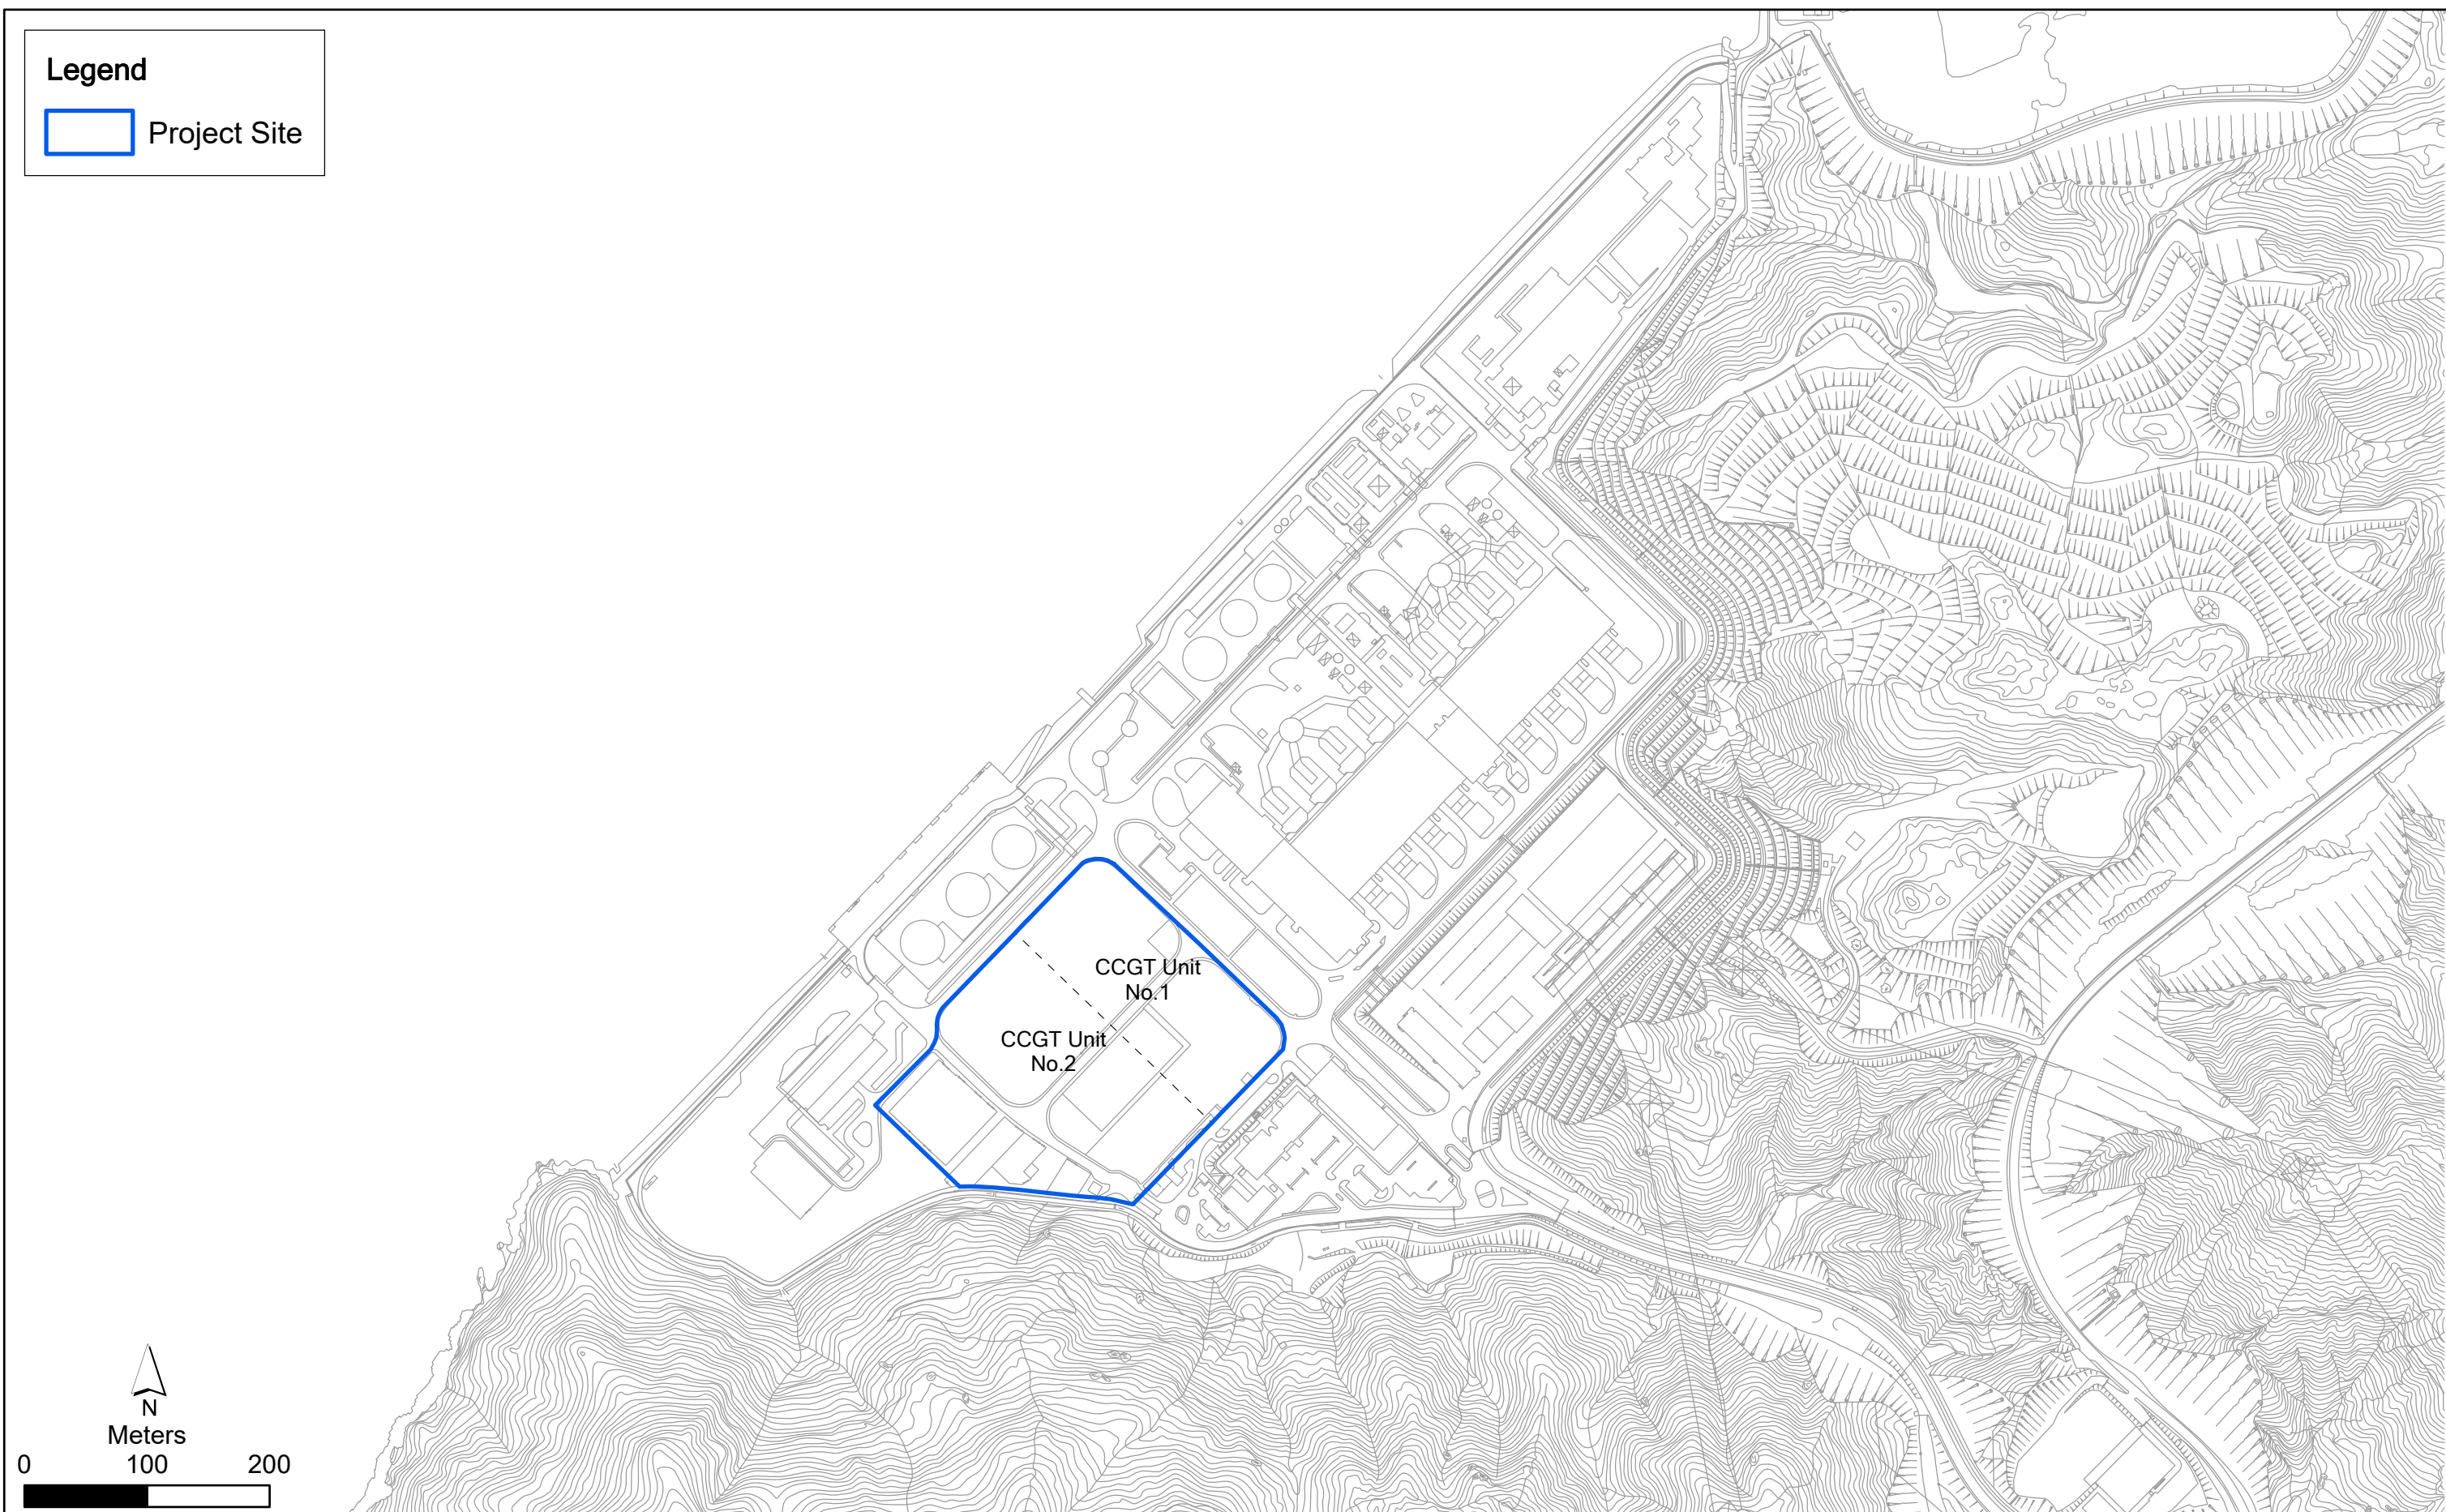 Legend
Project Site
CCGT Unit
No.1
CCGT Unit
No.2
N
Meters
0 100 200